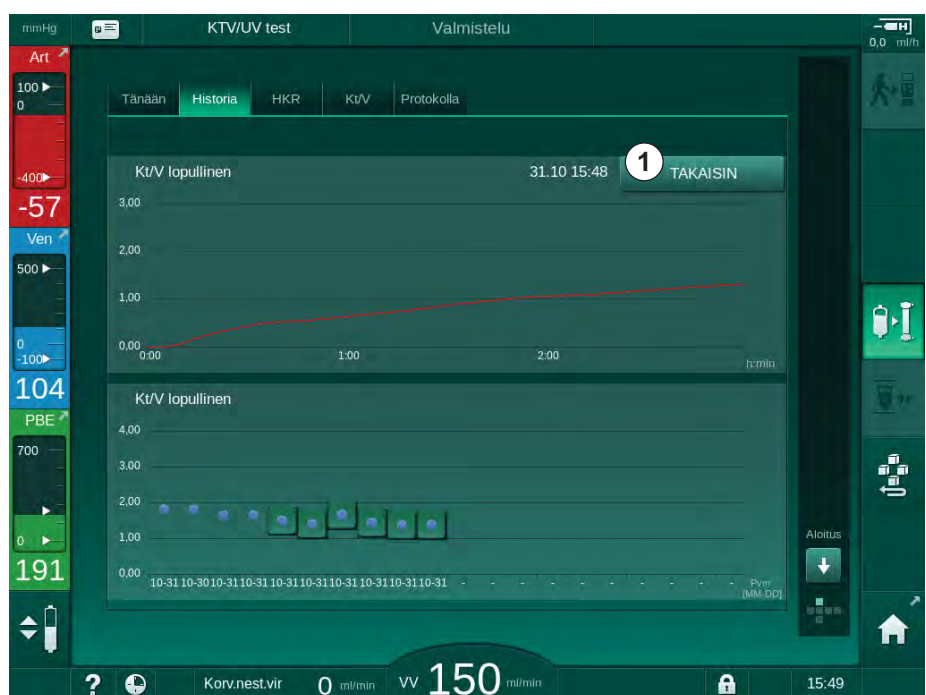 mmHg KTV/UV test Valmistelu
0,0 ml/h
Art
100
0
-400
-57
Ven
500
0
-100
104
PBE
700
0
191
Tänään Historia HKR Kt/V Protokolla
Kt/V lopullinen 31.10 15:48 1 TAKAISIN
3,00
2,00
1,00
0,00
0:00 1:00 2:00 h:min
Kt/V lopullinen
4,00
3,00
2,00
1,00
0,00
10-31 10-30 10-31 10-31 10-31 10-31 10-31 10-31 10-31 10-31 - - - - - - - - - - Pvm
[MM-DD]
Aloitus
? Korv.nest.vir 0 ml/min VV 150 ml/min 15:49